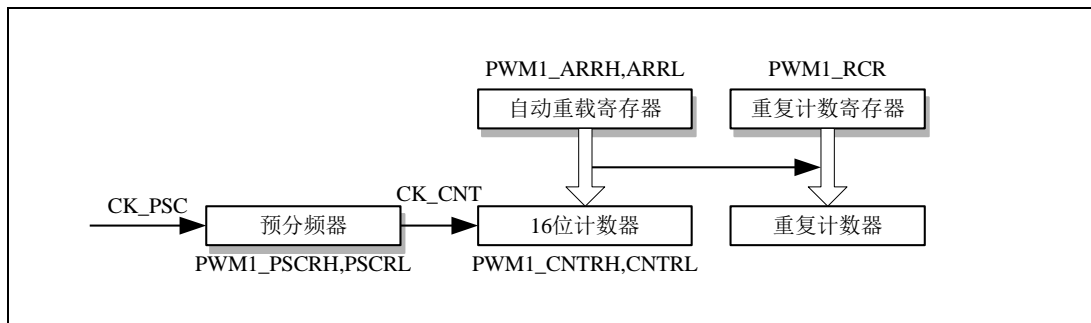 PWM1_ARRH,ARRL
PWM1_RCR
自动重载寄存器
重复计数寄存器
CK_PSC
CK_CNT
预分频器
16位计数器
重复计数器
PWM1_PSCRH,PSCRL
PWM1_CNTRH,CNTRL